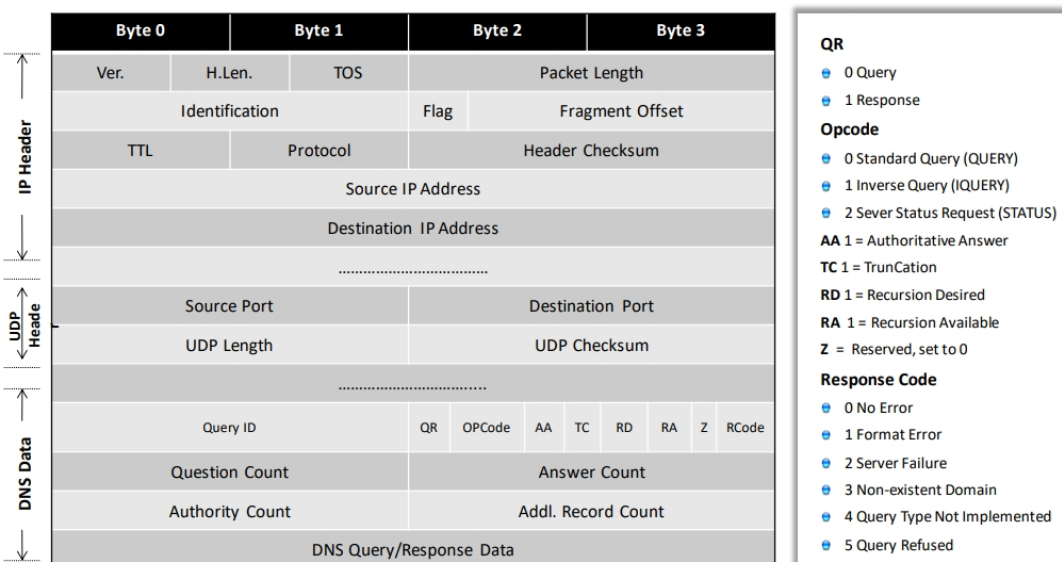 Byte 0 Byte 1 Byte 2 Byte 3
Ver. H.Len. TOS Packet Length
Identification Flag Fragment Offset
TTL Protocol Header Checksum
Source IP Address
Destination IP Address
....................................
Source Port Destination Port
UDP Length UDP Checksum
....................................
Query ID QR OPCode AA TC RD RA Z RCode
Question Count Answer Count
Authority Count Addl. Record Count
DNS Query/Response Data
IP Header
UDP
Heade
r
DNS Data
QR
0 Query
1 Response
Opcode
0 Standard Query (QUERY)
1 Inverse Query (IQUERY)
2 Sever Status Request (STATUS)
AA 1 = Authoritative Answer
TC 1 = TrunCation
RD 1 = Recursion Desired
RA 1 = Recursion Available
Z = Reserved, set to 0
Response Code
0 No Error
1 Format Error
2 Server Failure
3 Non-existent Domain
4 Query Type Not Implemented
5 Query Refused